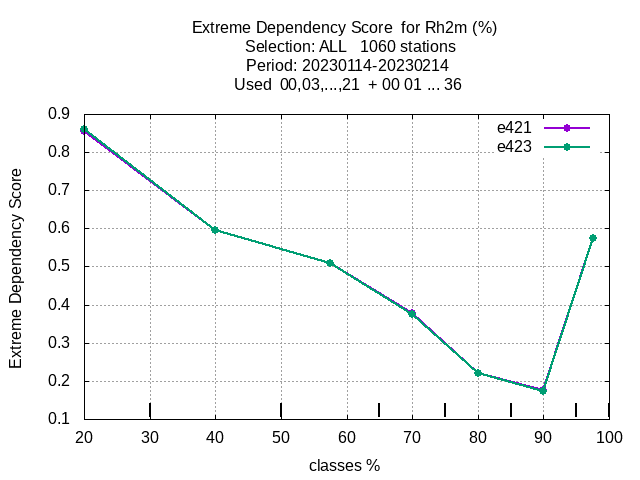 Extreme Dependency Score  for Rh2m (%)
Selection: ALL   1060 stations
Period: 20230114-20230214
Used  00,03,...,21  + 00 01 ... 36
e421
e423
Extreme Dependency Score
0.9
0.8
0.7
0.6
0.5
0.4
0.3
0.2
0.1
20 30 40 50 60 70 80 90 100
classes %